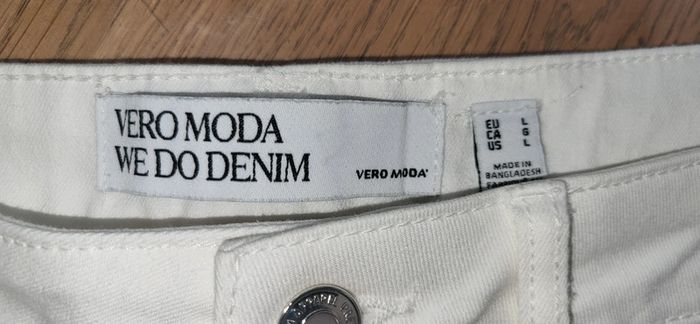 VERO MODA
WE DO DENIM
VERO MODA
EU L
CA G
US L
MADE IN
BANGLADESH